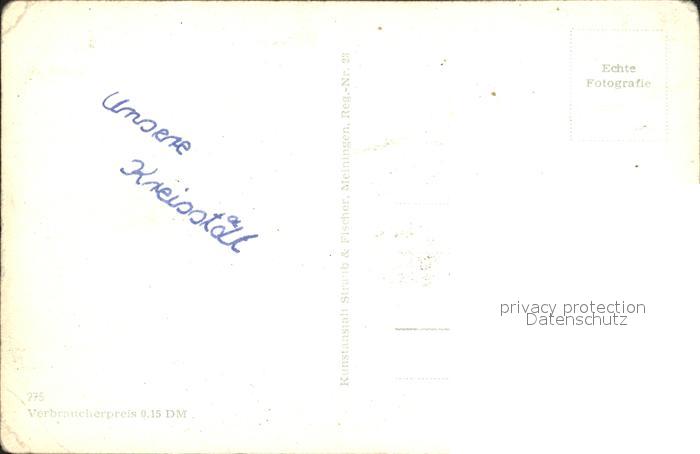 Unsere
Kreisstadt
Kunstanstalt Straub & Fischer, Meiningen, Reg.-Nr. 23
Echte
Fotografie
privacy protection
Datenschutz
275
Verbraucherpreis 0,15 DM